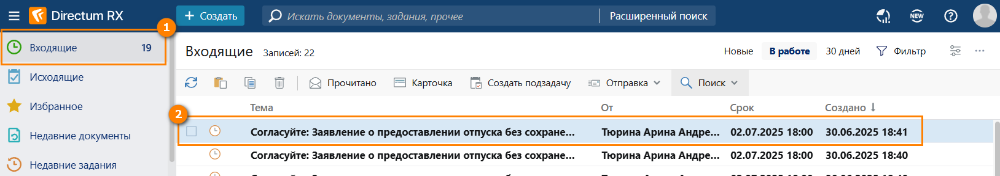 Directum RX
Создать
Искать документы, задания, прочее
Расширенный поиск
NEW
1
Входящие 19
Исходящие
Избранное
Недавние документы
Недавние задания
Входящие Записей: 22
Новые В работе 30 дней Фильтр
Прочитано Карточка Создать подзадачу Отправка Поиск
Тема От Срок Создано
2
Согласуйте: Заявление о предоставлении отпуска без сохране... Тюрина Арина Андре... 02.07.2025 18:00 30.06.2025 18:41
Согласуйте: Заявление о предоставлении отпуска без сохране... Тюрина Арина Андре... 02.07.2025 18:00 30.06.2025 18:40